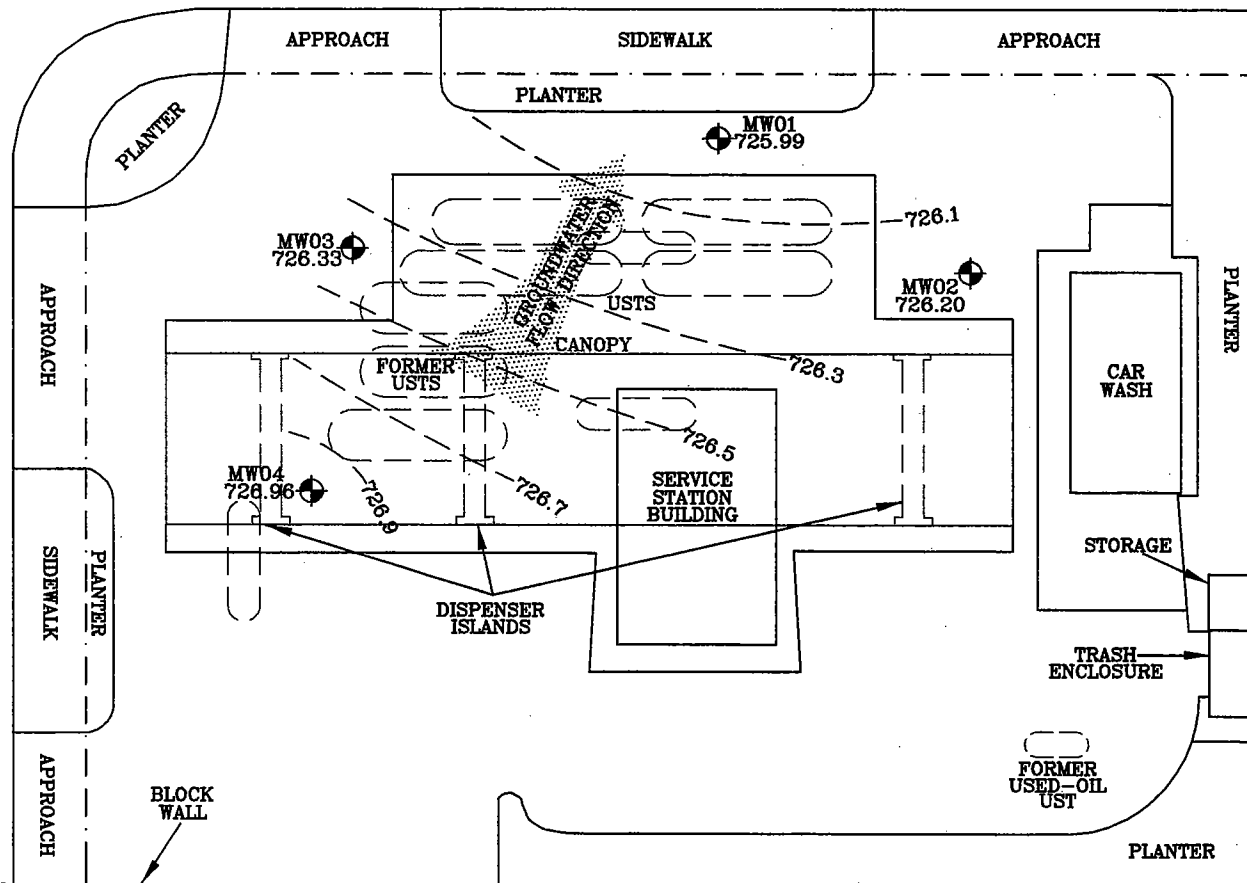 APPROACH
SIDEWALK
APPROACH
PLANTER
PLANTER
MW01
725.99
726.1
MW03
726.33
GROUNDWATER
FLOW DIRECTION
MW02
726.20
PLANTER
APPROACH
USTS
CANOPY
726.3
FORMER
USTS
CAR
WASH
726.5
MW04
726.96
726.9
726.7
SERVICE
STATION
BUILDING
SIDEWALK
PLANTER
STORAGE
DISPENSER
ISLANDS
TRASH
ENCLOSURE
APPROACH
BLOCK
WALL
FORMER
USED-OIL
UST
PLANTER